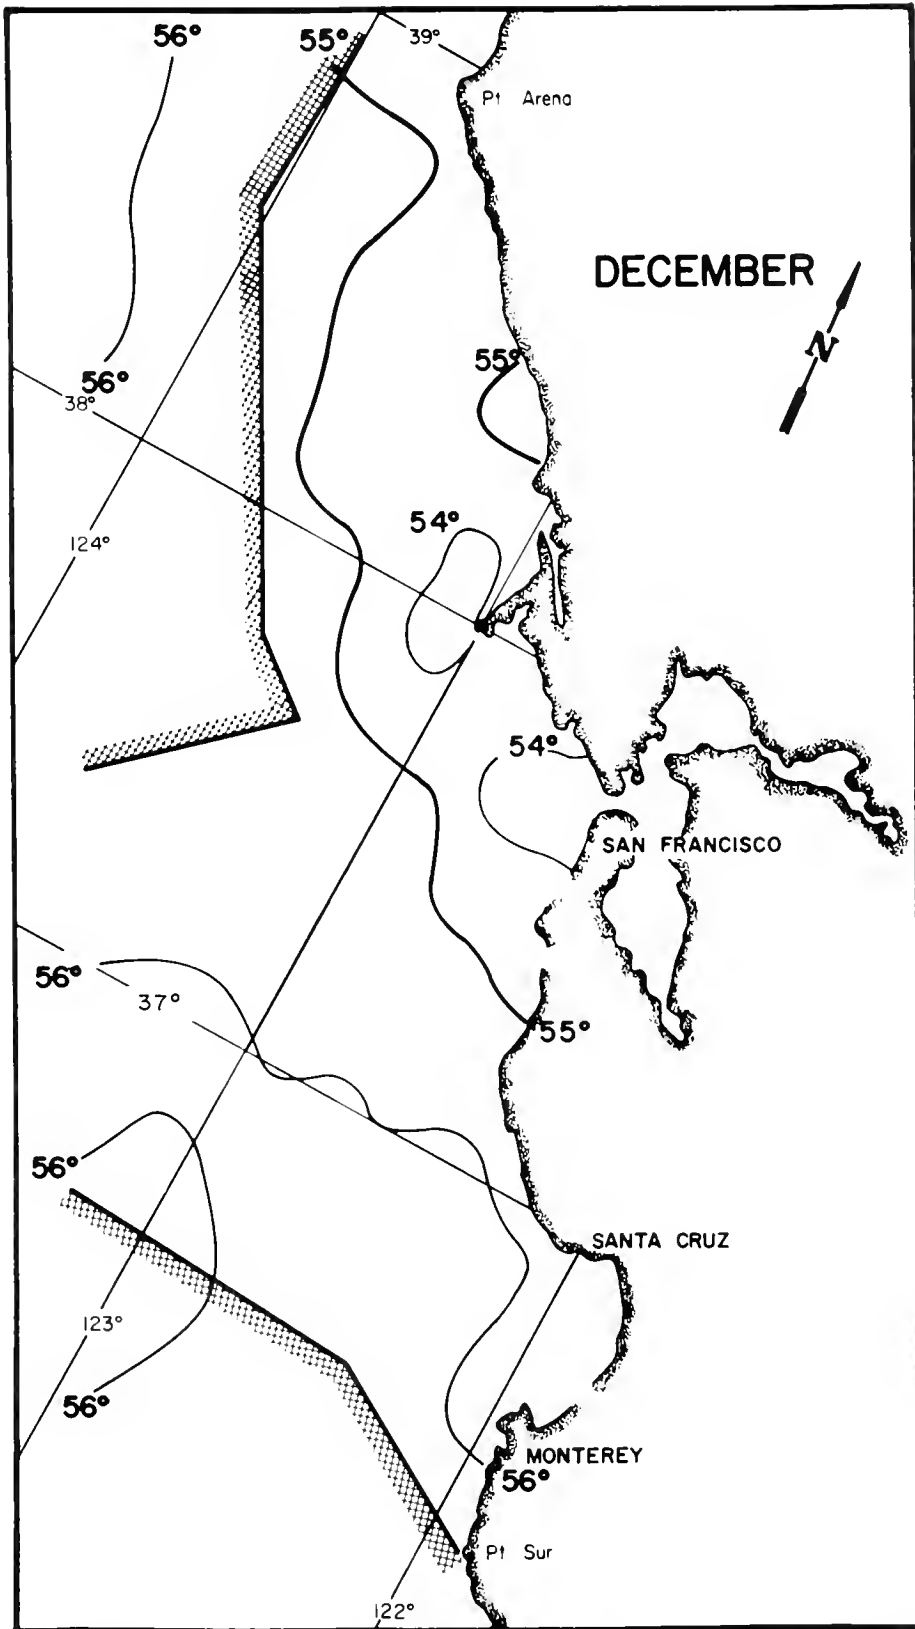 56°
55°
39°
Pt Arena
DECEMBER
N
55°
56°
38°
54°
124°
54°
SAN FRANCISCO
56°
37°
55°
56°
SANTA CRUZ
123°
56°
MONTEREY
56°
Pt Sur
122°